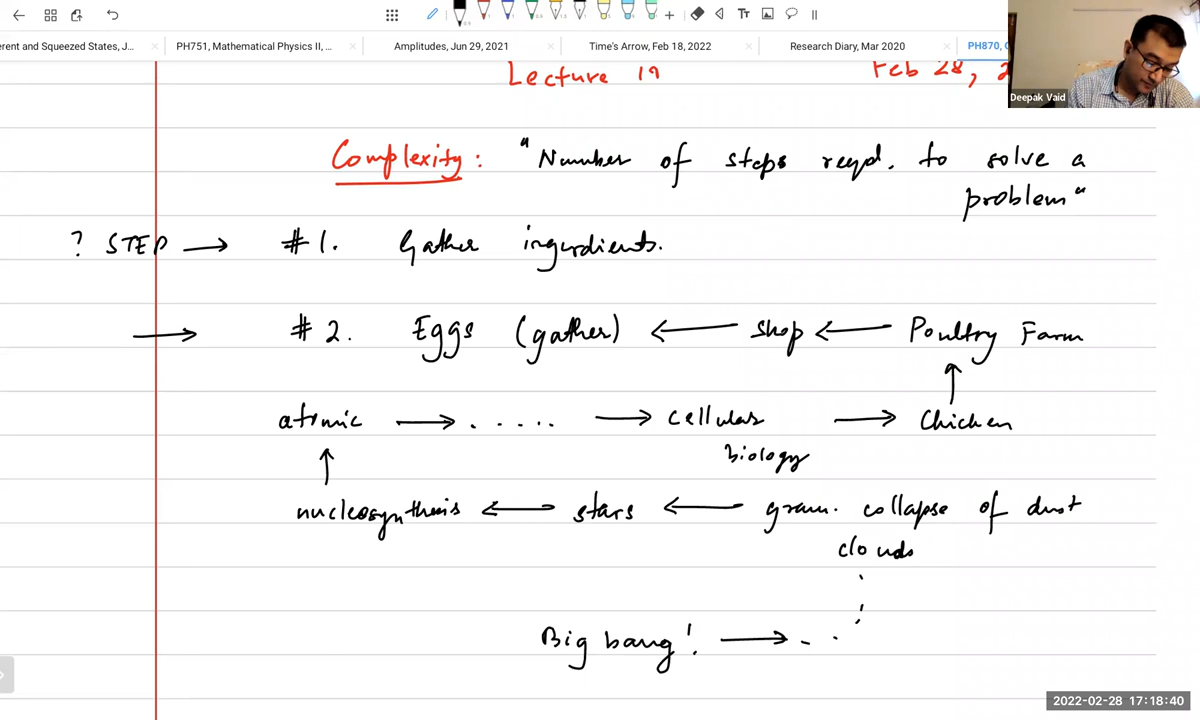 erent and Squeezed States, J... PH751, Mathematical Physics II, ... Amplitudes, Jun 29, 2021 Time's Arrow, Feb 18, 2022 Research Diary, Mar 2020 PH870,
Lecture 19 Feb 28, 2
Deepak Vaid
Complexity: "Number of steps reqd. to solve a
problem"
? STEP → #1. Gather ingerdients.
→ #2. Eggs (gather) ← shop ← Poultry Farm
↑
atomic → ..... → cellular → Chicken
biology
↑
nucleosynthesis ← stars ← grav. collapse of dust
clouds
Big bang! →
2022-02-28 17:18:40